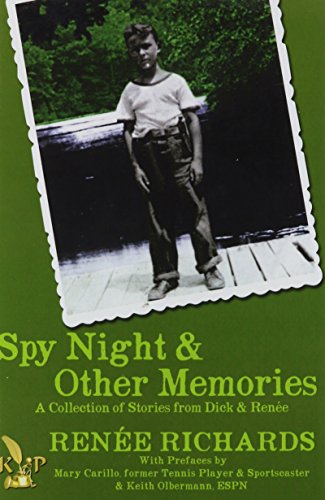 Spy Night &
Other Memories
A Collection of Stories from Dick & Renée
RENÉE RICHARDS
With Prefaces by
Mary Carillo, former Tennis Player & Sportscaster
& Keith Olbermann, ESPN
K P